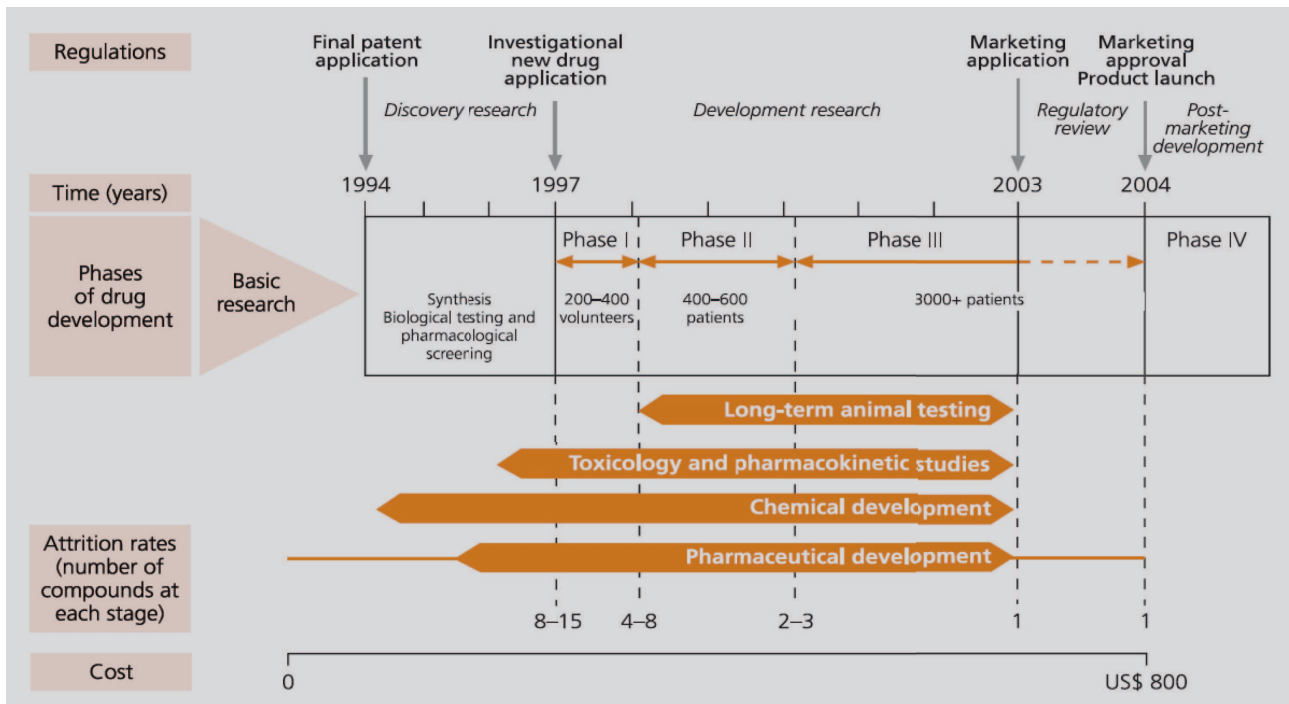 Regulations
Final patent
application
Investigational
new drug
application
Marketing
application
Marketing
approval
Product launch
Discovery research
Development research
Regulatory
review
Post-
marketing
development
Time (years)
1994
1997
2003
2004
Phases
of drug
development
Basic
research
Synthesis
Biological testing and
pharmacological
screening
Phase I
200–400
volunteers
Phase II
400–600
patients
Phase III
3000+ patients
Phase IV
Long-term animal testing
Toxicology and pharmacokinetic studies
Chemical development
Pharmaceutical development
Attrition rates
(number of
compounds at
each stage)
8–15
4–8
2–3
1
1
Cost
0
US$ 800